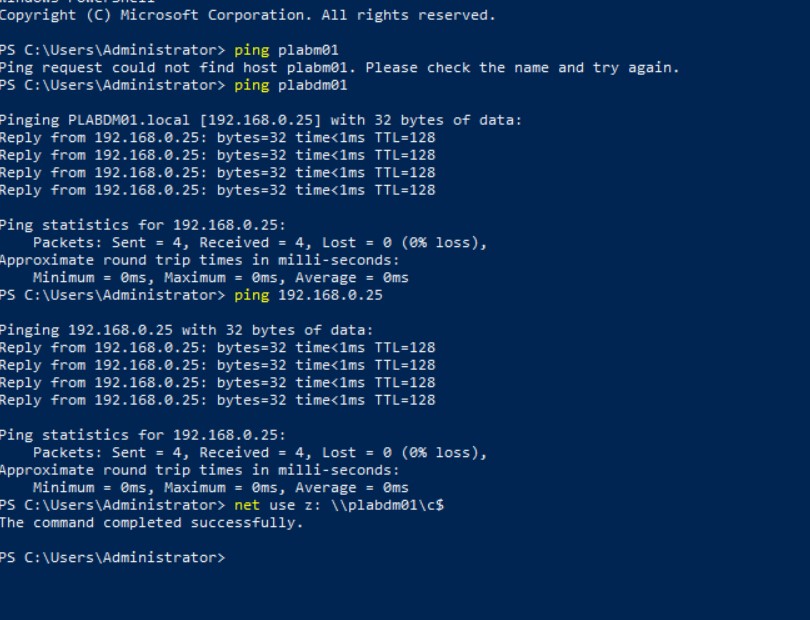 Copyright (C) Microsoft Corporation. All rights reserved.
PS C:\Users\Administrator> ping plabm01
Ping request could not find host plabm01. Please check the name and try again.
PS C:\Users\Administrator> ping plabdm01
Pinging PLABDM01.local [192.168.0.25] with 32 bytes of data:
Reply from 192.168.0.25: bytes=32 time<1ms TTL=128
Reply from 192.168.0.25: bytes=32 time<1ms TTL=128
Reply from 192.168.0.25: bytes=32 time<1ms TTL=128
Reply from 192.168.0.25: bytes=32 time<1ms TTL=128
Ping statistics for 192.168.0.25:
    Packets: Sent = 4, Received = 4, Lost = 0 (0% loss),
Approximate round trip times in milli-seconds:
    Minimum = 0ms, Maximum = 0ms, Average = 0ms
PS C:\Users\Administrator> ping 192.168.0.25
Pinging 192.168.0.25 with 32 bytes of data:
Reply from 192.168.0.25: bytes=32 time<1ms TTL=128
Reply from 192.168.0.25: bytes=32 time<1ms TTL=128
Reply from 192.168.0.25: bytes=32 time<1ms TTL=128
Reply from 192.168.0.25: bytes=32 time<1ms TTL=128
Ping statistics for 192.168.0.25:
    Packets: Sent = 4, Received = 4, Lost = 0 (0% loss),
Approximate round trip times in milli-seconds:
    Minimum = 0ms, Maximum = 0ms, Average = 0ms
PS C:\Users\Administrator> net use z: \\plabdm01\c$
The command completed successfully.
PS C:\Users\Administrator>